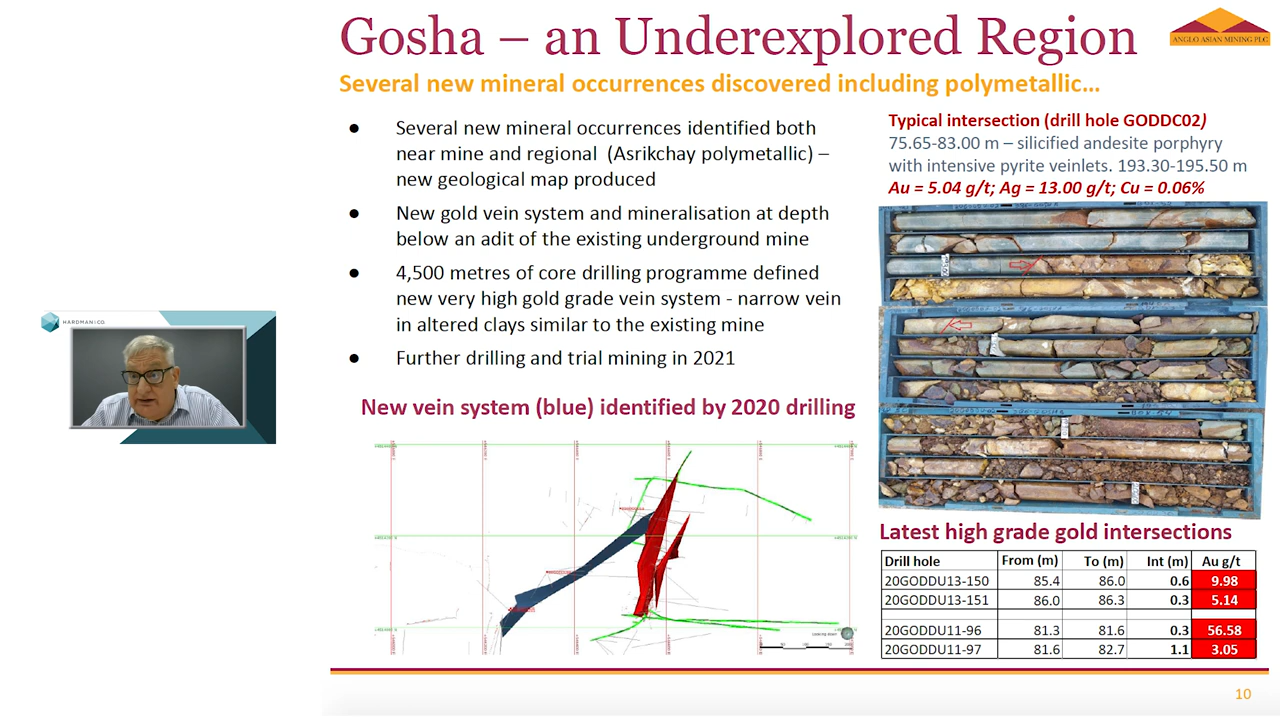 Gosha – an Underexplored Region
ANGLO ASIAN MINING PLC
Several new mineral occurrences discovered including polymetallic...
● Several new mineral occurrences identified both
near mine and regional (Asrikchay polymetallic) –
new geological map produced
● New gold vein system and mineralisation at depth
below an adit of the existing underground mine
● 4,500 metres of core drilling programme defined
new very high gold grade vein system - narrow vein
in altered clays similar to the existing mine
● Further drilling and trial mining in 2021
HARDMAN&CO.
New vein system (blue) identified by 2020 drilling
Looking down
Typical intersection (drill hole GODDC02)
75.65-83.00 m – silicified andesite porphyry
with intensive pyrite veinlets. 193.30-195.50 m
Au = 5.04 g/t; Ag = 13.00 g/t; Cu = 0.06%
Latest high grade gold intersections
Drill hole From (m) To (m) Int (m) Au g/t
20GODDU13-150 85.4 86.0 0.6 9.98
20GODDU13-151 86.0 86.3 0.3 5.14
20GODDU11-96 81.3 81.6 0.3 56.58
20GODDU11-97 81.6 82.7 1.1 3.05
10